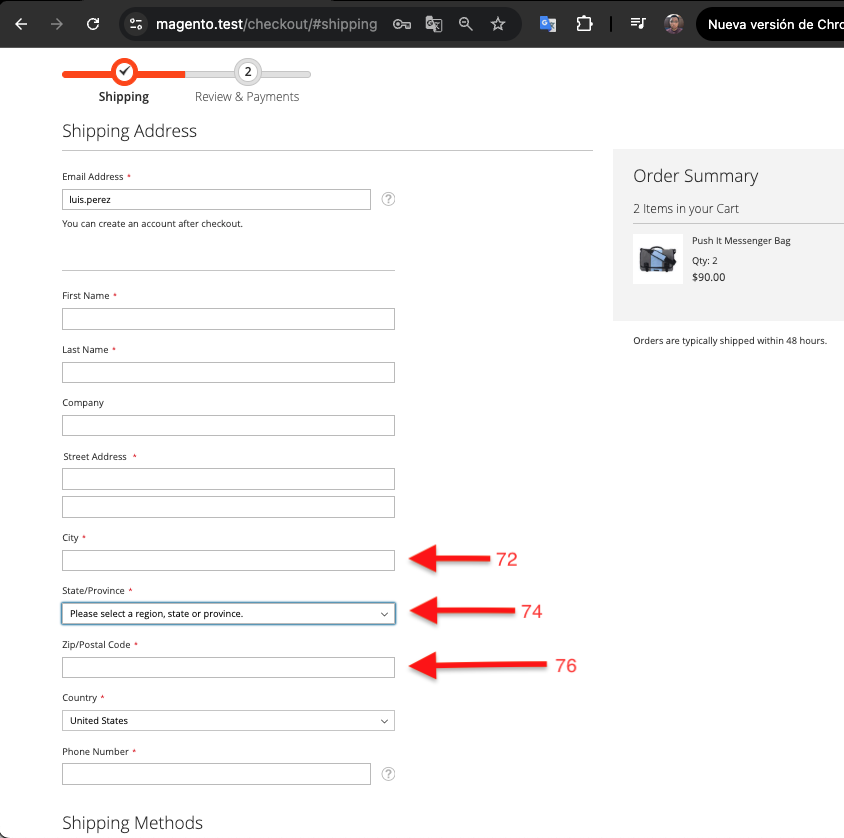 magento.test/checkout/#shipping
Nueva versión de Chro
2
Shipping
Review & Payments
Shipping Address
Email Address *
luis.perez
?
You can create an account after checkout.
First Name *
Last Name *
Company
Street Address *
City *
72
State/Province *
Please select a region, state or province.
74
Zip/Postal Code *
76
Country *
United States
Phone Number *
?
Shipping Methods
Order Summary
2 Items in your Cart
Push It Messenger Bag
Qty: 2
$90.00
Orders are typically shipped within 48 hours.